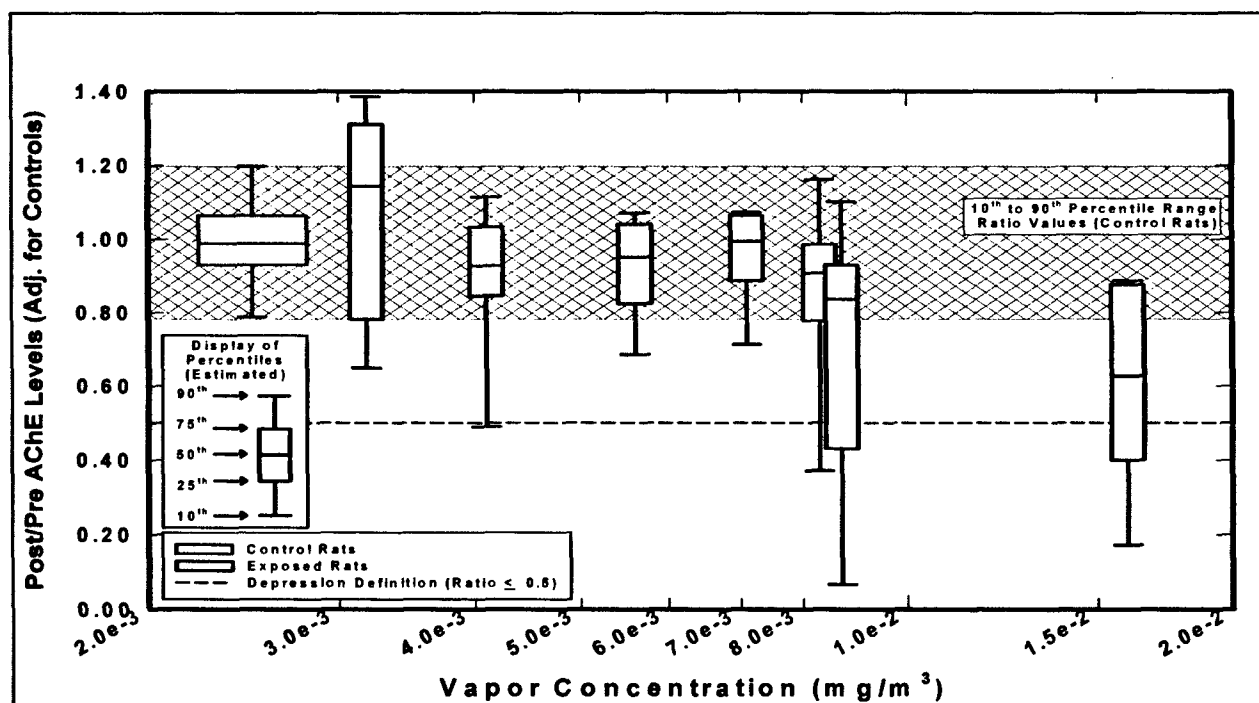 Post/Pre AChE Levels (Adj. for Controls)
1.40
1.20
1.00
0.80
0.60
0.40
0.20
0.00
10th to 90th Percentile Range
Ratio Values (Control Rats)
Display of
Percentiles
(Estimated)
90th
75th
50th
25th
10th
Control Rats
Exposed Rats
Depression Definition (Ratio ≤ 0.5)
2.0e-3
3.0e-3
4.0e-3
5.0e-3
6.0e-3
7.0e-3
8.0e-3
1.0e-2
1.5e-2
2.0e-2
Vapor Concentration (mg/m³)